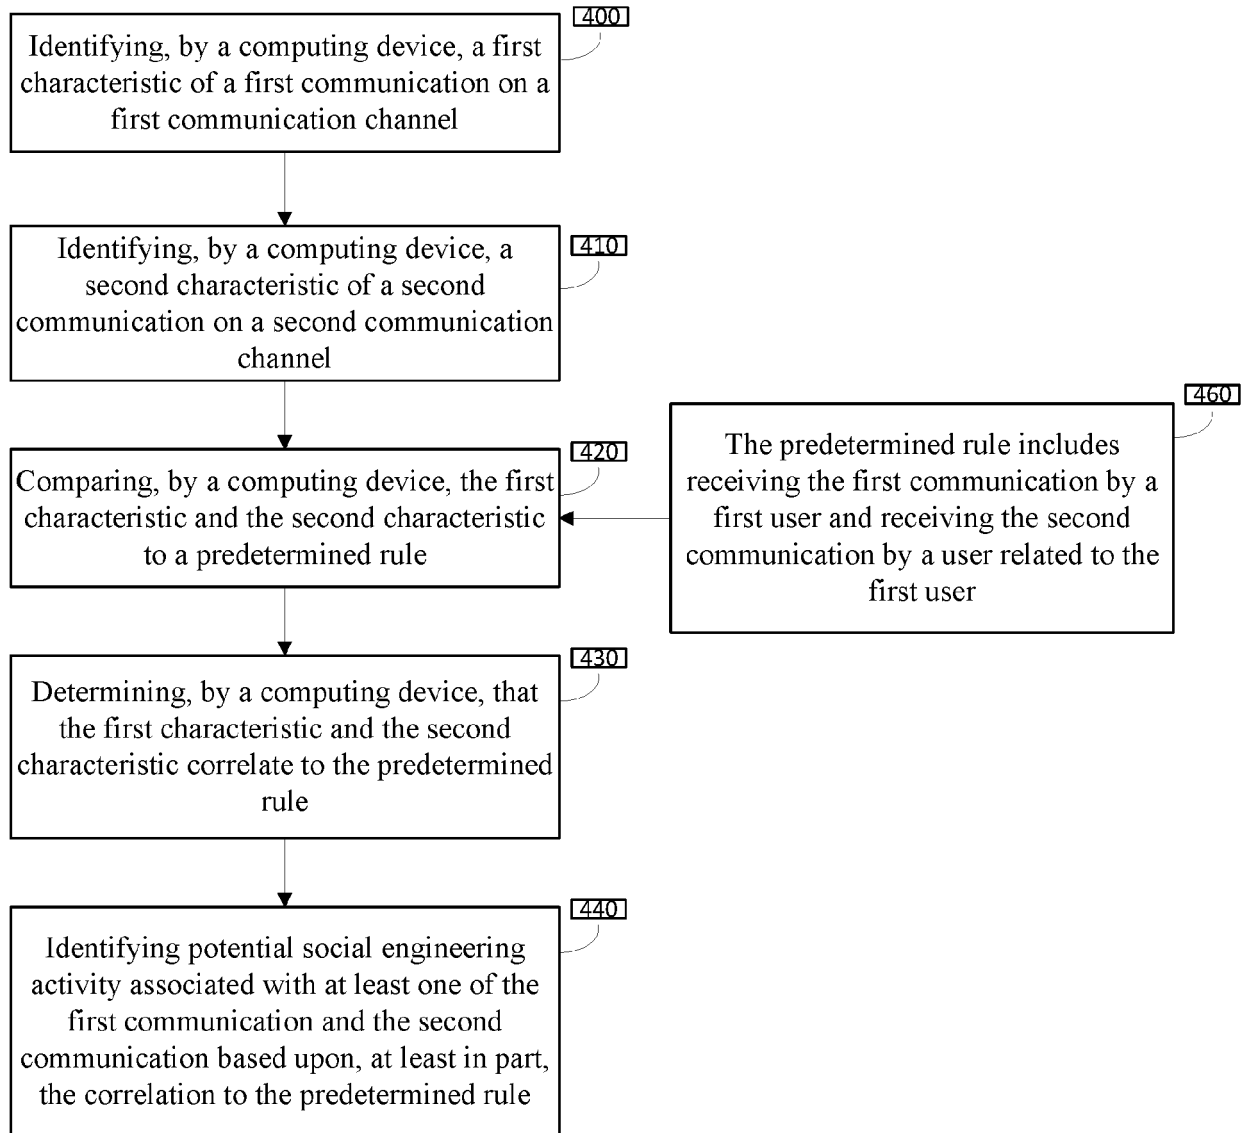 400
Identifying, by a computing device, a first
characteristic of a first communication on a
first communication channel
410
Identifying, by a computing device, a
second characteristic of a second
communication on a second communication
channel
420
Comparing, by a computing device, the first
characteristic and the second characteristic
to a predetermined rule
460
The predetermined rule includes
receiving the first communication by a
first user and receiving the second
communication by a user related to the
first user
430
Determining, by a computing device, that
the first characteristic and the second
characteristic correlate to the predetermined
rule
440
Identifying potential social engineering
activity associated with at least one of the
first communication and the second
communication based upon, at least in part,
the correlation to the predetermined rule